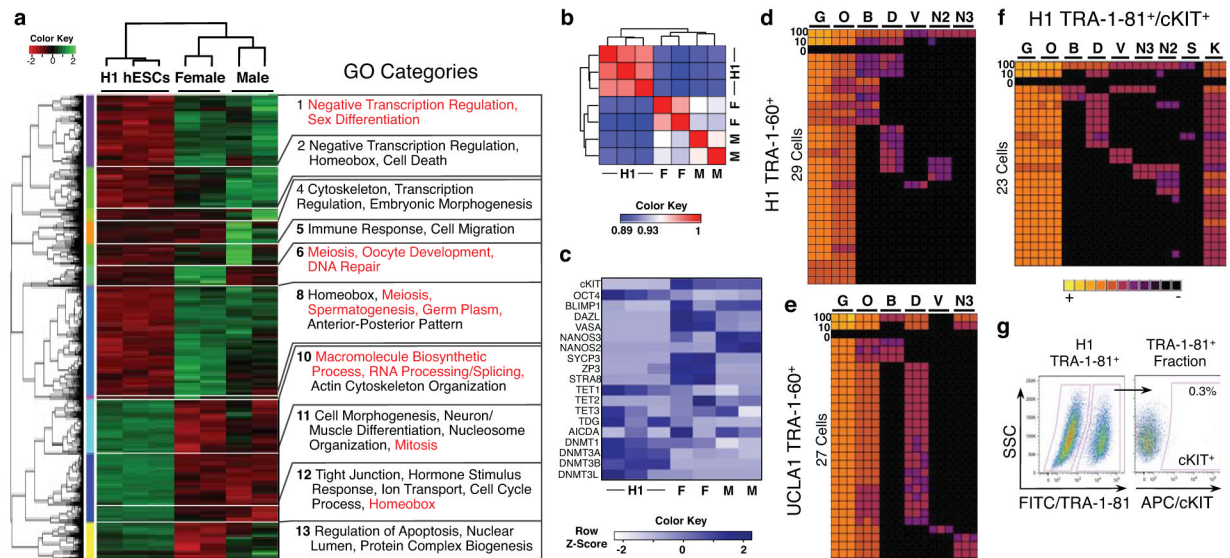 a
Color Key
-2 0 2
H1 hESCs Female Male
GO Categories
1 Negative Transcription Regulation,
Sex Differentiation
2 Negative Transcription Regulation,
Homeobox, Cell Death
4 Cytoskeleton, Transcription
Regulation, Embryonic Morphogenesis
5 Immune Response, Cell Migration
6 Meiosis, Oocyte Development,
DNA Repair
8 Homeobox, Meiosis,
Spermatogenesis, Germ Plasm,
Anterior-Posterior Pattern
10 Macromolecule Biosynthetic
Process, RNA Processing/Splicing,
Actin Cytoskeleton Organization
11 Cell Morphogenesis, Neuron/
Muscle Differentiation, Nucleosome
Organization, Mitosis
12 Tight Junction, Hormone Stimulus
Response, Ion Transport, Cell Cycle
Process, Homeobox
13 Regulation of Apoptosis, Nuclear
Lumen, Protein Complex Biogenesis
b
H1
F
F
M
M
H1 F F M M
Color Key
0.89 0.93 1
c
cKIT
OCT4
BLIMP1
DAZL
VASA
NANOS3
NANOS2
SYCP3
ZP3
STRA8
TET1
TET2
TET3
TDG
AICDA
DNMT1
DNMT3A
DNMT3B
DNMT3L
H1 F F M M
Color Key
Row
Z-Score
-2 0 2
d
G O B D V N2 N3
100
10
0
H1 TRA-1-60+
29 Cells
e
G O B D V N3
100
10
0
UCLA1 TRA-1-60+
27 Cells
f
H1 TRA-1-81+/cKIT+
G O B D V N3 N2 S K
100
10
0
23 Cells
+ -
g
H1
TRA-1-81+
TRA-1-81+
Fraction
0.3%
cKIT+
SSC
FITC/TRA-1-81
APC/cKIT